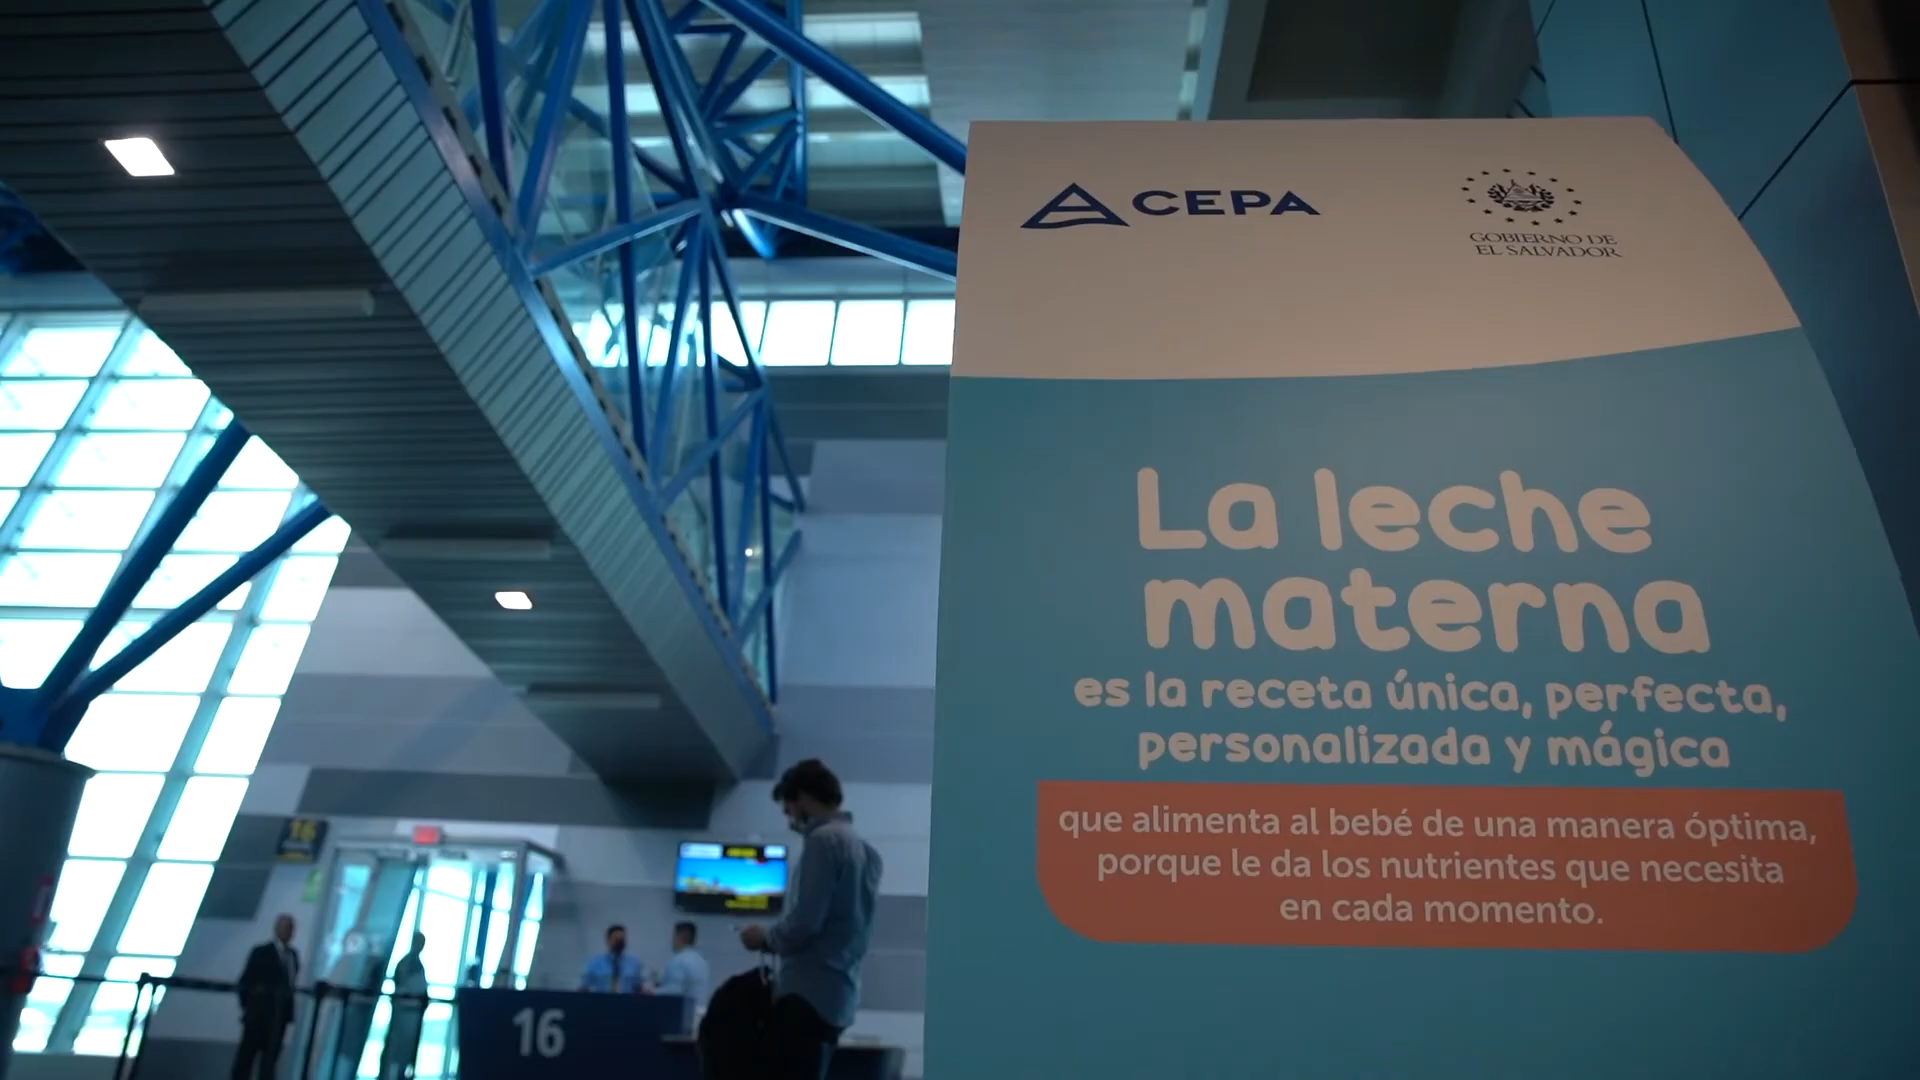 CEPA
GOBIERNO DE
EL SALVADOR
La leche
materna
es la receta única, perfecta,
personalizada y mágica
que alimenta al bebé de una manera óptima,
porque le da los nutrientes que necesita
en cada momento.
16
16